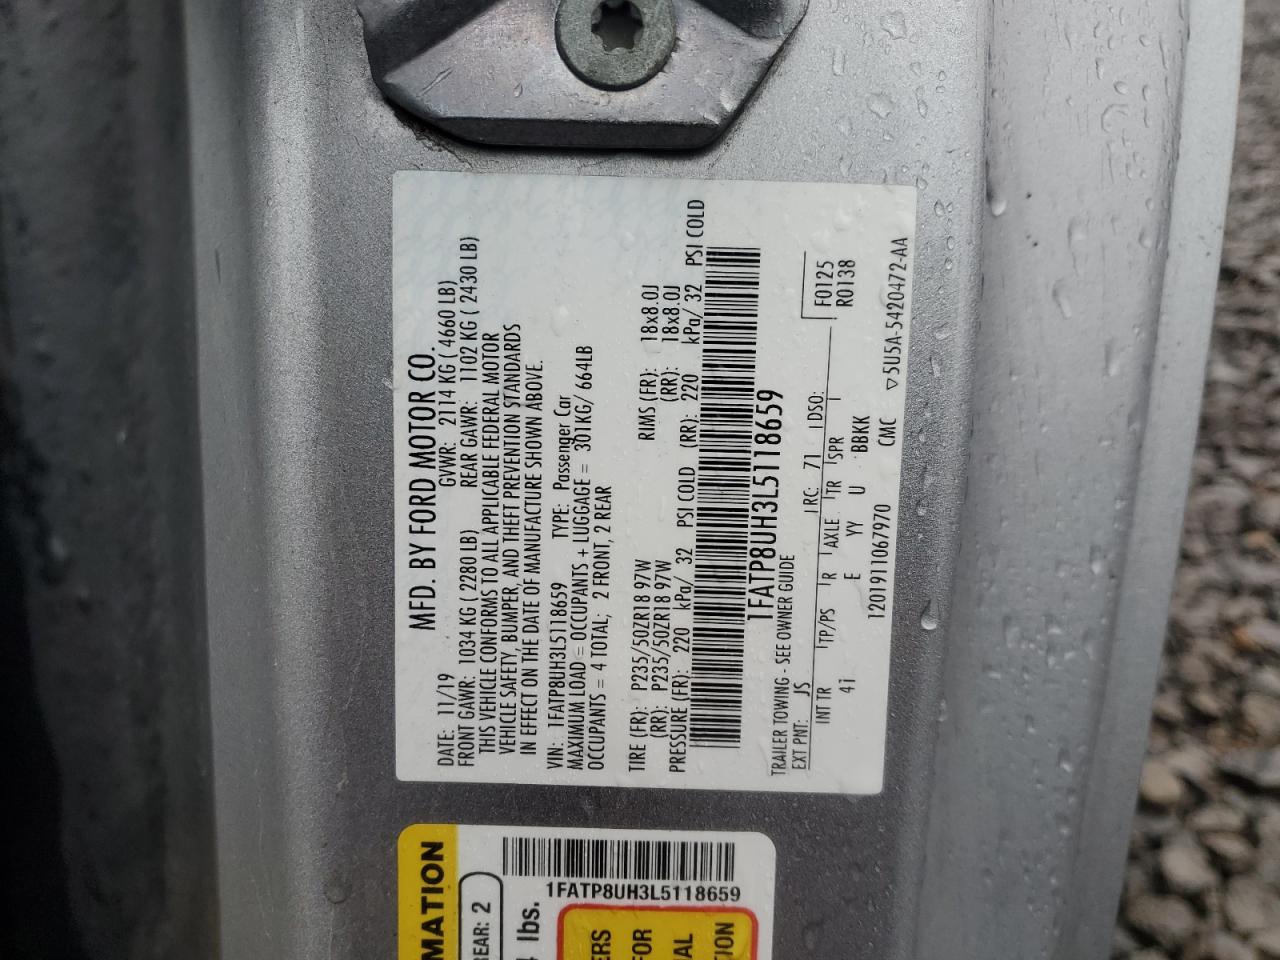 MFD. BY FORD MOTOR CO.
DATE: 11/19 GVWR: 2114 KG ( 4660 LB)
FRONT GAWR: 1034 KG ( 2280 LB) REAR GAWR: 1102 KG ( 2430 LB)
THIS VEHICLE CONFORMS TO ALL APPLICABLE FEDERAL MOTOR
VEHICLE SAFETY, BUMPER, AND THEFT PREVENTION STANDARDS
IN EFFECT ON THE DATE OF MANUFACTURE SHOWN ABOVE.
VIN: 1FATP8UH3L5118659 TYPE: Passenger Car
MAXIMUM LOAD = OCCUPANTS + LUGGAGE = 301KG/ 664LB
OCCUPANTS = 4 TOTAL; 2 FRONT, 2 REAR
TIRE (FR): P235/50ZR18 97W RIMS (FR): 18x8.0J
(RR): P235/50ZR18 97W (RR): 18x8.0J
PRESSURE (FR): 220 kPa/ 32 PSI COLD (RR): 220 kPa/ 32 PSI COLD
1FATP8UH3L5118659
TRAILER TOWING - SEE OWNER GUIDE
EXT PNT: JS RC: 71 DSO: F0125
INT TR TP/PS R AXLE TR SPR R0138
4i E YY U BBKK
1201911067970 CMC ▽5U5A-5420472-AA
MATION
REAR: 2
1FATP8UH3L5118659
lbs.